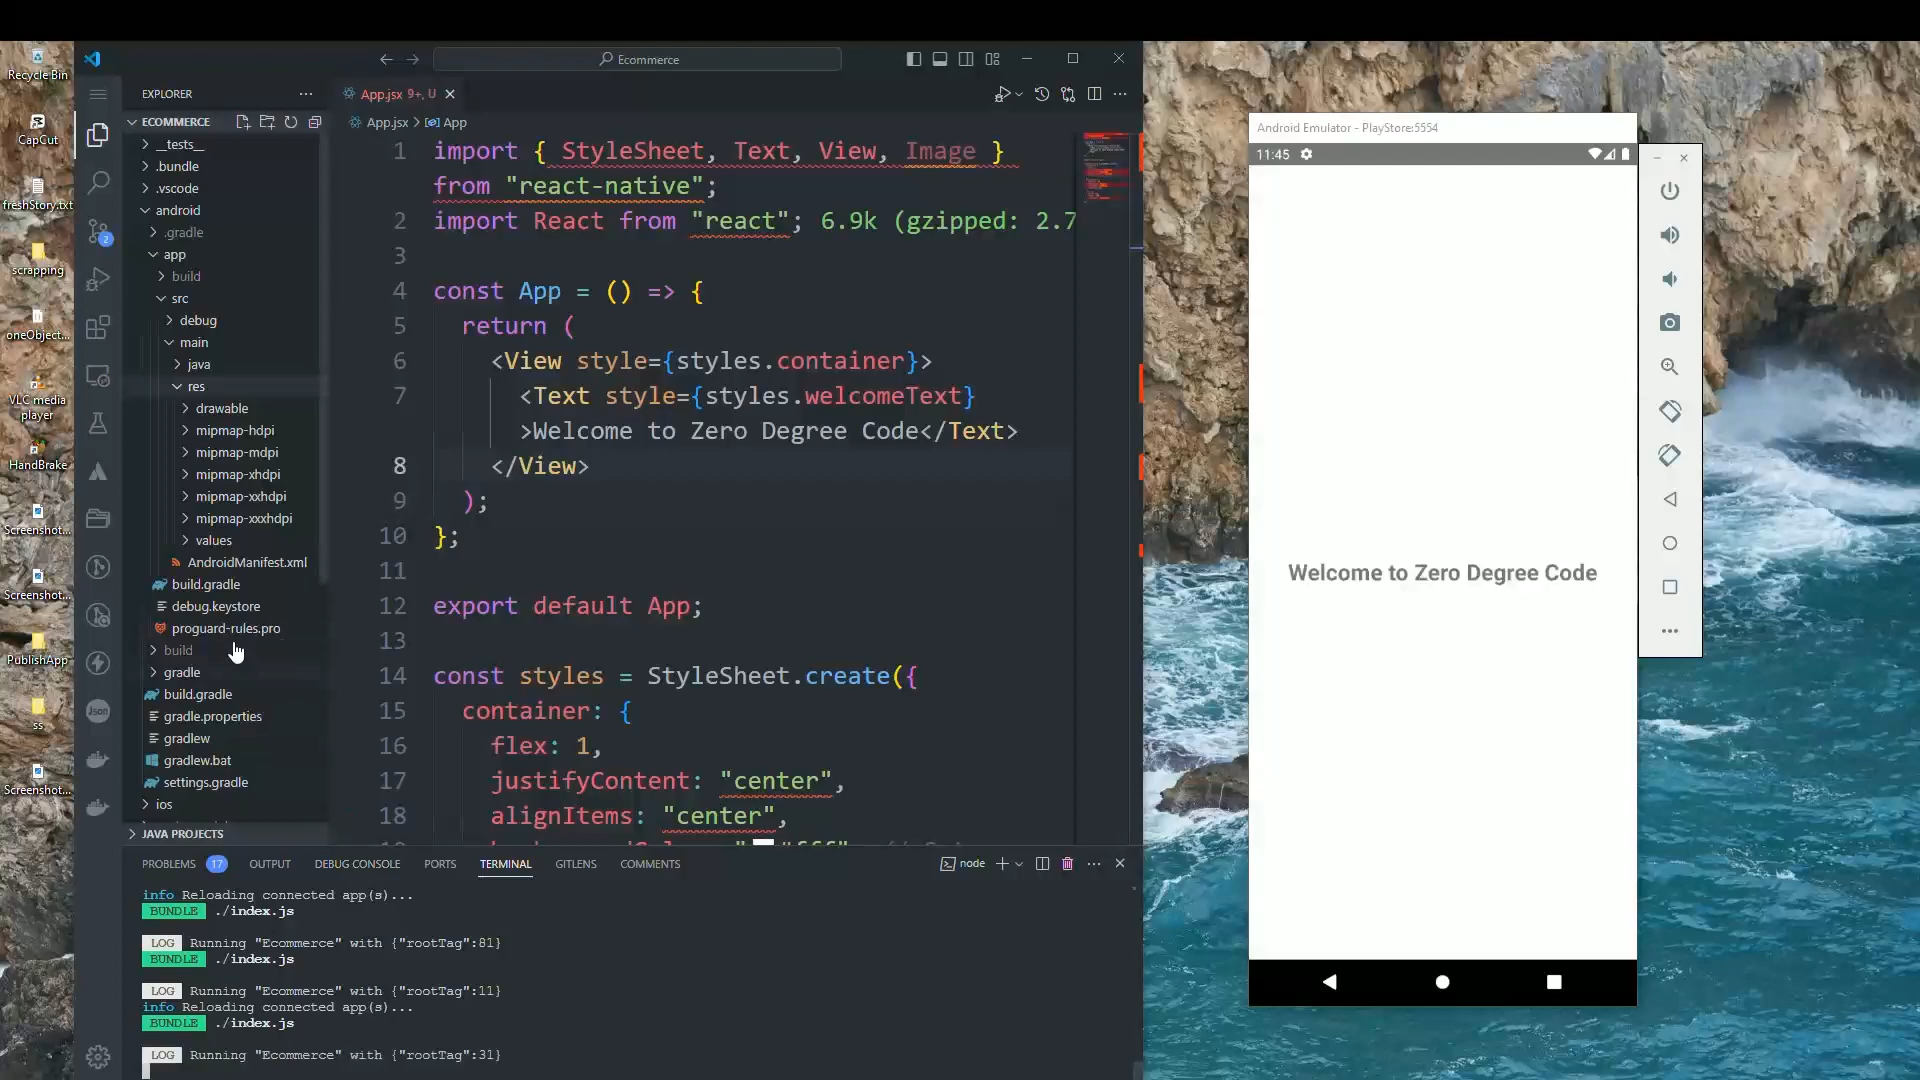 Recycle Bin
CapCut
freshStory.txt
scrapping
oneObject...
VLC media
player
HandBrake
Screenshot...
Screenshot...
PublishApp
ss
Screenshot...
Ecommerce
EXPLORER
ECOMMERCE
__tests__
.bundle
.vscode
android
.gradle
app
build
src
debug
main
java
res
drawable
mipmap-hdpi
mipmap-mdpi
mipmap-xhdpi
mipmap-xxhdpi
mipmap-xxxhdpi
values
AndroidManifest.xml
build.gradle
debug.keystore
proguard-rules.pro
build
gradle
build.gradle
gradle.properties
gradlew
gradlew.bat
settings.gradle
ios
JAVA PROJECTS
2
Json
App.jsx 9+, U
App.jsx > App
1 import { StyleSheet, Text, View, Image }
from "react-native";
2 import React from "react"; 6.9k (gzipped: 2.7
3
4 const App = () => {
5 return (
6 <View style={styles.container}>
7 <Text style={styles.welcomeText}
>Welcome to Zero Degree Code</Text>
8 </View>
9 );
10 };
11
12 export default App;
13
14 const styles = StyleSheet.create({
15 container: {
16 flex: 1,
17 justifyContent: "center",
18 alignItems: "center",
PROBLEMS 17 OUTPUT DEBUG CONSOLE PORTS TERMINAL GITLENS COMMENTS
node
info Reloading connected app(s)...
BUNDLE ./index.js
LOG Running "Ecommerce" with {"rootTag":81}
BUNDLE ./index.js
LOG Running "Ecommerce" with {"rootTag":11}
info Reloading connected app(s)...
BUNDLE ./index.js
LOG Running "Ecommerce" with {"rootTag":31}
Android Emulator - PlayStore:5554
11:45
Welcome to Zero Degree Code